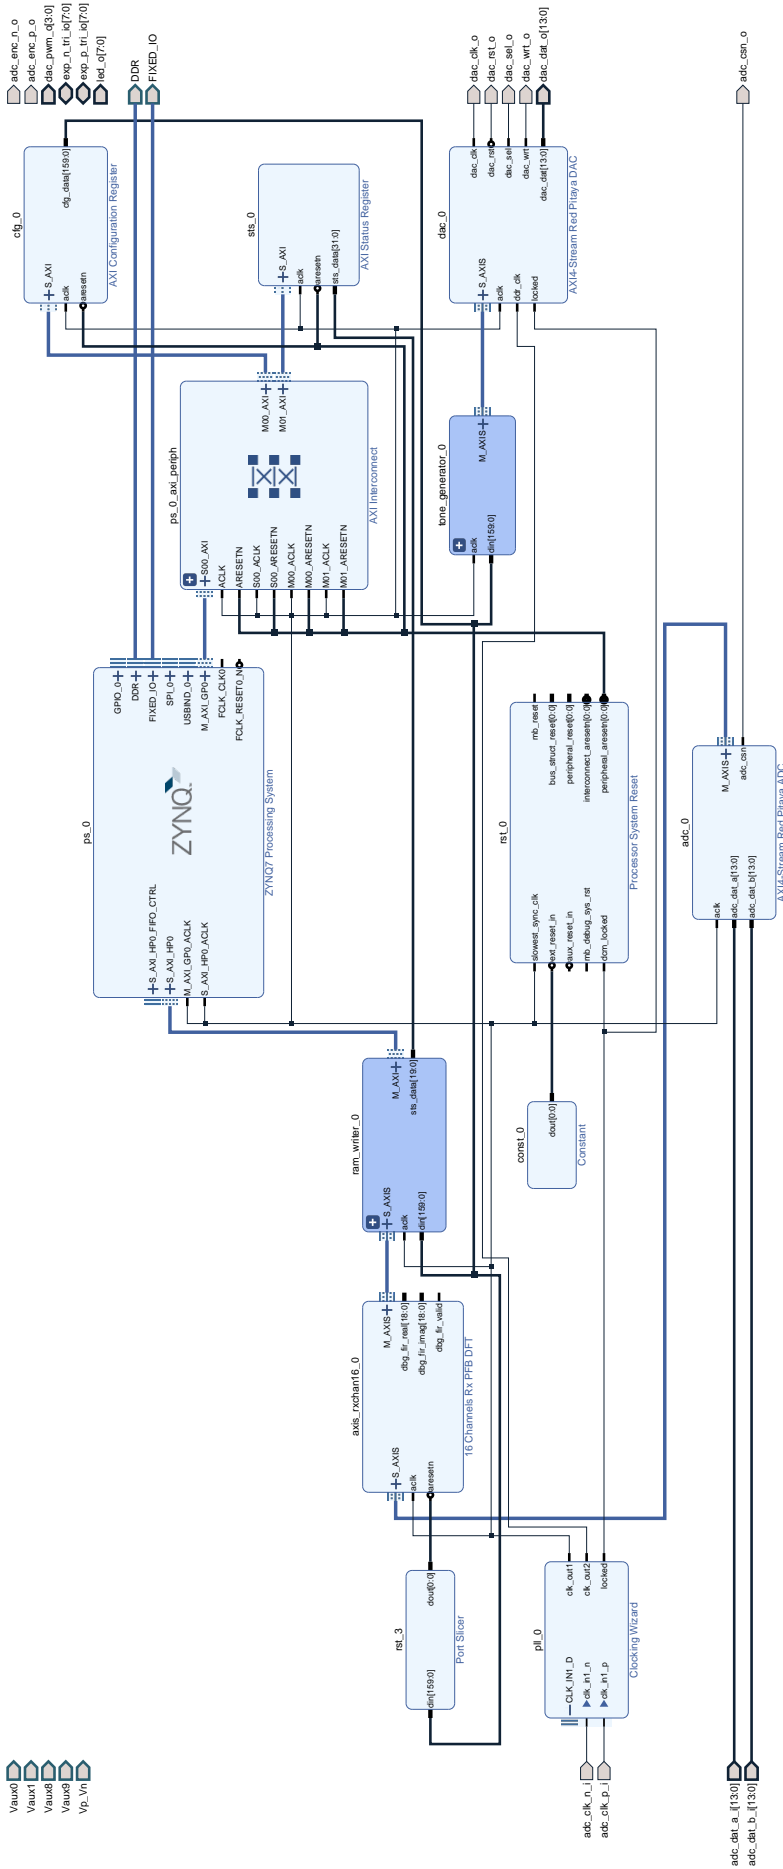 Vaux0
Vaux1
Vaux8
Vaux9
Vp_Vn
adc_clk_n_i
adc_clk_p_i
adc_dat_a_i[13:0]
adc_dat_b_i[13:0]
rst_3
din[159:0]
dout[0:0]
Port Slicer
pll_0
CLK_IN1_D
clk_in1_n
clk_in1_p
clk_out1
clk_out2
locked
Clocking Wizard
axis_rxchan16_0
S_AXIS
aclk
aresetn
M_AXIS
dbg_fir_real[18:0]
dbg_fir_imag[18:0]
dbg_fir_valid
16 Channels Rx PFB DFT
ram_writer_0
S_AXIS
aclk
din[159:0]
M_AXI
sts_data[19:0]
const_0
dout[0:0]
Constant
ps_0
S_AXI_HP0_FIFO_CTRL
S_AXI_HP0
M_AXI_GP0_ACLK
S_AXI_HP0_ACLK
ZYNQ
GPIO_0
DDR
FIXED_IO
SPI_0
USBIND_0
M_AXI_GP0
FCLK_CLK0
FCLK_RESET0_N
ZYNQ7 Processing System
rst_0
slowest_sync_clk
ext_reset_in
aux_reset_in
mb_debug_sys_rst
dcm_locked
mb_reset
bus_struct_reset[0:0]
peripheral_reset[0:0]
interconnect_aresetn[0:0]
peripheral_aresetn[0:0]
Processor System Reset
adc_0
aclk
adc_dat_a[13:0]
adc_dat_b[13:0]
M_AXIS
adc_csn
AXI4-Stream Red Pitaya ADC
ps_0_axi_periph
S00_AXI
ACLK
ARESETN
S00_ACLK
S00_ARESETN
M00_ACLK
M00_ARESETN
M01_ACLK
M01_ARESETN
M00_AXI
M01_AXI
AXI Interconnect
tone_generator_0
aclk
din[159:0]
M_AXIS
cfg_0
S_AXI
aclk
aresetn
cfg_data[159:0]
AXI Configuration Register
sts_0
S_AXI
aclk
aresetn
sts_data[31:0]
AXI Status Register
dac_0
S_AXIS
aclk
ddr_clk
locked
dac_clk
dac_rst
dac_sel
dac_wrt
dac_dat[13:0]
AXI4-Stream Red Pitaya DAC
adc_enc_n_o
adc_enc_p_o
dac_pwm_o[3:0]
exp_n_tri_io[7:0]
exp_p_tri_io[7:0]
led_o[7:0]
DDR
FIXED_IO
dac_clk_o
dac_rst_o
dac_sel_o
dac_wrt_o
dac_dat_o[13:0]
adc_csn_o